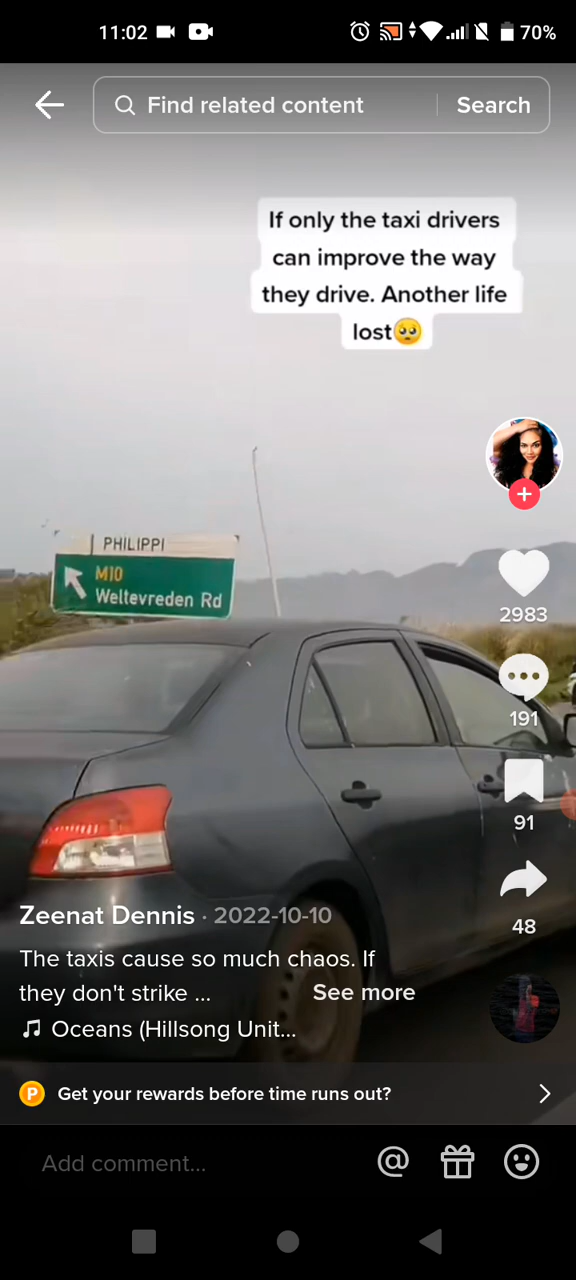 11:02
70%
Find related content
Search
If only the taxi drivers
can improve the way
they drive. Another life
lost🥺
PHILIPPI
M10
Weltevreden Rd
2983
191
91
48
Zeenat Dennis · 2022-10-10
The taxis cause so much chaos. If
they don't strike ... See more
Oceans (Hillsong Unit...
P Get your rewards before time runs out?
Add comment... @